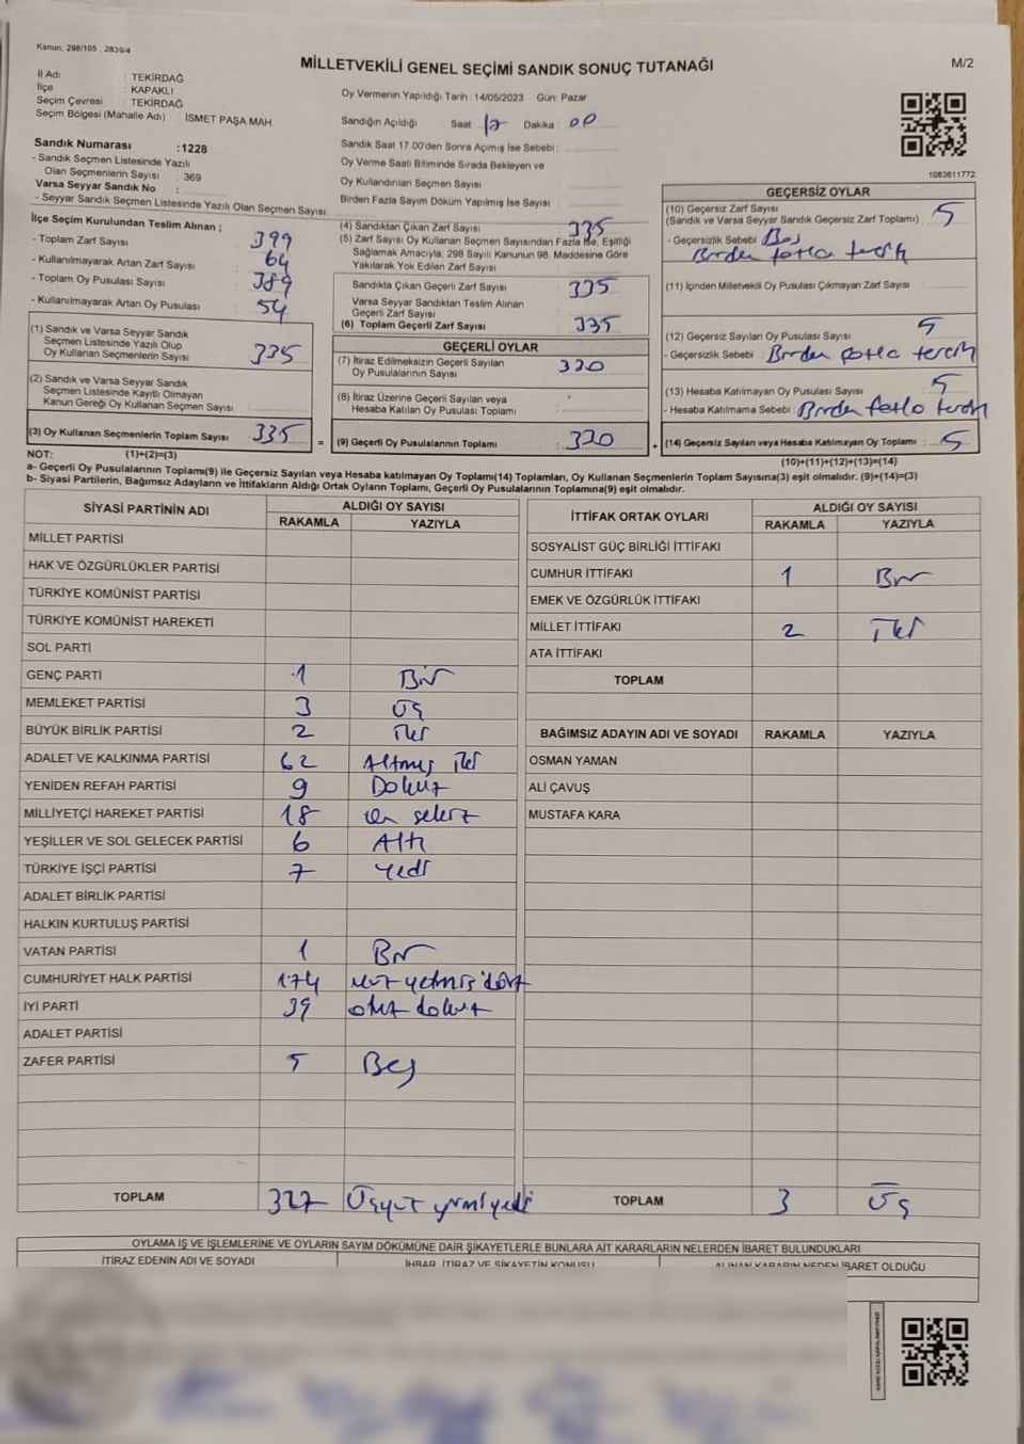 Kanun, 298/105 , 2839/4
MİLLETVEKİLİ GENEL SEÇİMİ SANDIK SONUÇ TUTANAĞI
M/2
İl Adı : TEKİRDAĞ
İlçe : KAPAKLI
Seçim Çevresi : TEKİRDAĞ
Seçim Bölgesi (Mahalle Adı) İSMET PAŞA MAH.
Sandık Numarası :1228
- Sandık Seçmen Listesinde Yazılı
Olan Seçmenlerin Sayısı : 369
Varsa Seyyar Sandık No :
- Seyyar Sandık Seçmen Listesinde Yazılı Olan Seçmen Sayısı
Oy Vermenin Yapıldığı Tarih :14/05/2023 Gün: Pazar
Sandığın Açıldığı Saat 17 Dakika 00
Sandık Saat 17.00'den Sonra Açılmış İse Sebebi:
Oy Verme Saati Bitiminde Sırada Bekleyen ve
Oy Kullandırılan Seçmen Sayısı
Birden Fazla Sayım Döküm Yapılmış İse Sayısı
1083611772
İlçe Seçim Kurulundan Teslim Alınan ;
- Toplam Zarf Sayısı 399
- Kullanılmayarak Artan Zarf Sayısı : 64
- Toplam Oy Pusulası Sayısı : 389
- Kullanılmayarak Artan Oy Pusulası : 54
(1) Sandık ve Varsa Seyyar Sandık
Seçmen Listesinde Yazılı Olup
Oy Kullanan Seçmenlerin Sayısı : 335
(2) Sandık ve Varsa Seyyar Sandık
Seçmen Listesinde Kayıtlı Olmayan
Kanun Gereği Oy Kullanan Seçmen Sayısı
(3) Oy Kullanan Seçmenlerin Toplam Sayısı : 335
(1)+(2)=(3)
(4) Sandıktan Çıkan Zarf Sayısı : 335
(5) Zarf Sayısı Oy Kullanan Seçmen Sayısından Fazla İse, Eşitliği
Sağlamak Amacıyla, 298 Sayılı Kanunun 98. Maddesine Göre
Yakılarak Yok Edilen Zarf Sayısı
Sandıkta Çıkan Geçerli Zarf Sayısı : 335
Varsa Seyyar Sandıktan Teslim Alınan
Geçerli Zarf Sayısı
(6) Toplam Geçerli Zarf Sayısı : 335
GEÇERLİ OYLAR
(7) İtiraz Edilmeksizin Geçerli Sayılan
Oy Pusulalarının Sayısı : 320
(8) İtiraz Üzerine Geçerli Sayılan veya
Hesaba Katılan Oy Pusulası Toplamı
= (9) Geçerli Oy Pusulalarının Toplamı : 320
GEÇERSİZ OYLAR
(10) Geçersiz Zarf Sayısı : 5
(Sandık ve Varsa Seyyar Sandık Geçersiz Zarf Toplamı)
- Geçersizlik Sebebi : Boş
Birden fazla tercih
(11) İçinden Milletvekili Oy Pusulası Çıkmayan Zarf Sayısı
(12) Geçersiz Sayılan Oy Pusulası Sayısı : 5
- Geçersizlik Sebebi : Birden fazla tercih
(13) Hesaba Katılmayan Oy Pusulası Sayısı : 5
- Hesaba Katılmama Sebebi : Birden fazla tercih
+ (14) Geçersiz Sayılan veya Hesaba Katılmayan Oy Toplamı : 5
(10)+(11)+(12)+(13)=(14)
NOT:
a- Geçerli Oy Pusulalarının Toplamı(9) ile Geçersiz Sayılan veya Hesaba katılmayan Oy Toplamı(14) Toplamları, Oy Kullanan Seçmenlerin Toplam Sayısına(3) eşit olmalıdır. (9)+(14)=(3)
b- Siyasi Partilerin, Bağımsız Adayların ve İttifakların Aldığı Ortak Oyların Toplamı, Geçerli Oy Pusulalarının Toplamına(9) eşit olmalıdır.
SİYASİ PARTİNİN ADI ALDIĞI OY SAYISI
RAKAMLA YAZIYLA
MİLLET PARTİSİ
HAK VE ÖZGÜRLÜKLER PARTİSİ
TÜRKİYE KOMÜNİST PARTİSİ
TÜRKİYE KOMÜNİST HAREKETİ
SOL PARTİ
GENÇ PARTİ 1 Bir
MEMLEKET PARTİSİ 3 Üç
BÜYÜK BİRLİK PARTİSİ 2 İki
ADALET VE KALKINMA PARTİSİ 62 Altmış iki
YENİDEN REFAH PARTİSİ 9 Dokuz
MİLLİYETÇİ HAREKET PARTİSİ 18 on sekiz
YEŞİLLER VE SOL GELECEK PARTİSİ 6 Altı
TÜRKİYE İŞÇİ PARTİSİ 7 Yedi
ADALET BİRLİK PARTİSİ
HALKIN KURTULUŞ PARTİSİ
VATAN PARTİSİ 1 Bir
CUMHURİYET HALK PARTİSİ 174 yüz yetmiş dört
İYİ PARTİ 39 otuz dokuz
ADALET PARTİSİ
ZAFER PARTİSİ 5 Beş
TOPLAM 327 Üçyüz yirmi yedi
İTTİFAK ORTAK OYLARI ALDIĞI OY SAYISI
RAKAMLA YAZIYLA
SOSYALİST GÜÇ BİRLİĞİ İTTİFAKI
CUMHUR İTTİFAKI 1 Bir
EMEK VE ÖZGÜRLÜK İTTİFAKI
MİLLET İTTİFAKI 2 İki
ATA İTTİFAKI
TOPLAM
BAĞIMSIZ ADAYIN ADI VE SOYADI RAKAMLA YAZIYLA
OSMAN YAMAN
ALİ ÇAVUŞ
MUSTAFA KARA
TOPLAM 3 Üç
OYLAMA İŞ VE İŞLEMLERİNE VE OYLARIN SAYIM DÖKÜMÜNE DAİR ŞİKAYETLERLE BUNLARA AİT KARARLARIN NELERDEN İBARET BULUNDUKLARI
İTİRAZ EDENİN ADI VE SOYADI İHBAR, İTİRAZ VE ŞİKAYETİN KONUSU ALINAN KARARIN NEDEN İBARET OLDUĞU